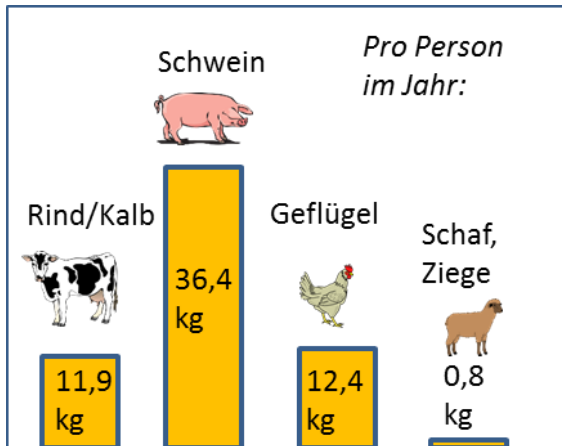 Pro Person
im Jahr:
Schwein
Rind/Kalb
Geflügel
Schaf,
Ziege
36,4
kg
11,9
kg
12,4
kg
0,8
kg